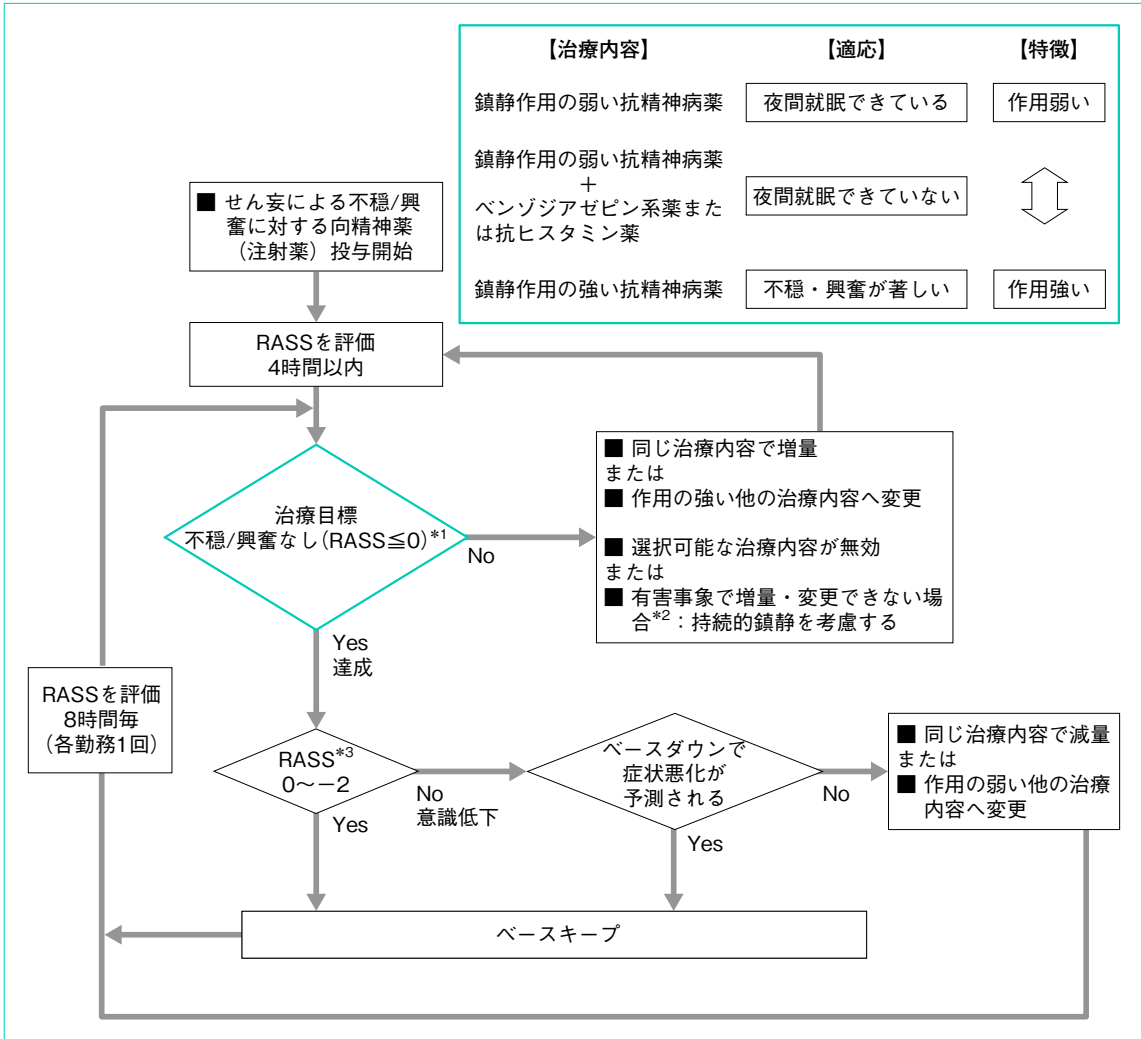 【治療内容】 【適応】 【特徴】
鎮静作用の弱い抗精神病薬 夜間就眠できている 作用弱い
鎮静作用の弱い抗精神病薬
+
ベンゾジアゼピン系薬また
は抗ヒスタミン薬
夜間就眠できていない
鎮静作用の強い抗精神病薬 不穏・興奮が著しい 作用強い
■ せん妄による不穏/興
奮に対する向精神薬
（注射薬）投与開始
RASSを評価
4時間以内
治療目標
不穏/興奮なし（RASS≦0）*1
No
■ 同じ治療内容で増量
または
■ 作用の強い他の治療内容へ変更
■ 選択可能な治療内容が無効
または
■ 有害事象で増量・変更できない場
合*2：持続的鎮静を考慮する
Yes
達成
RASSを評価
8時間毎
（各勤務1回）
RASS*3
0〜−2
No
意識低下
Yes
ベースダウンで
症状悪化が
予測される
No
Yes
■ 同じ治療内容で減量
または
■ 作用の弱い他の治療
内容へ変更
ベースキープ